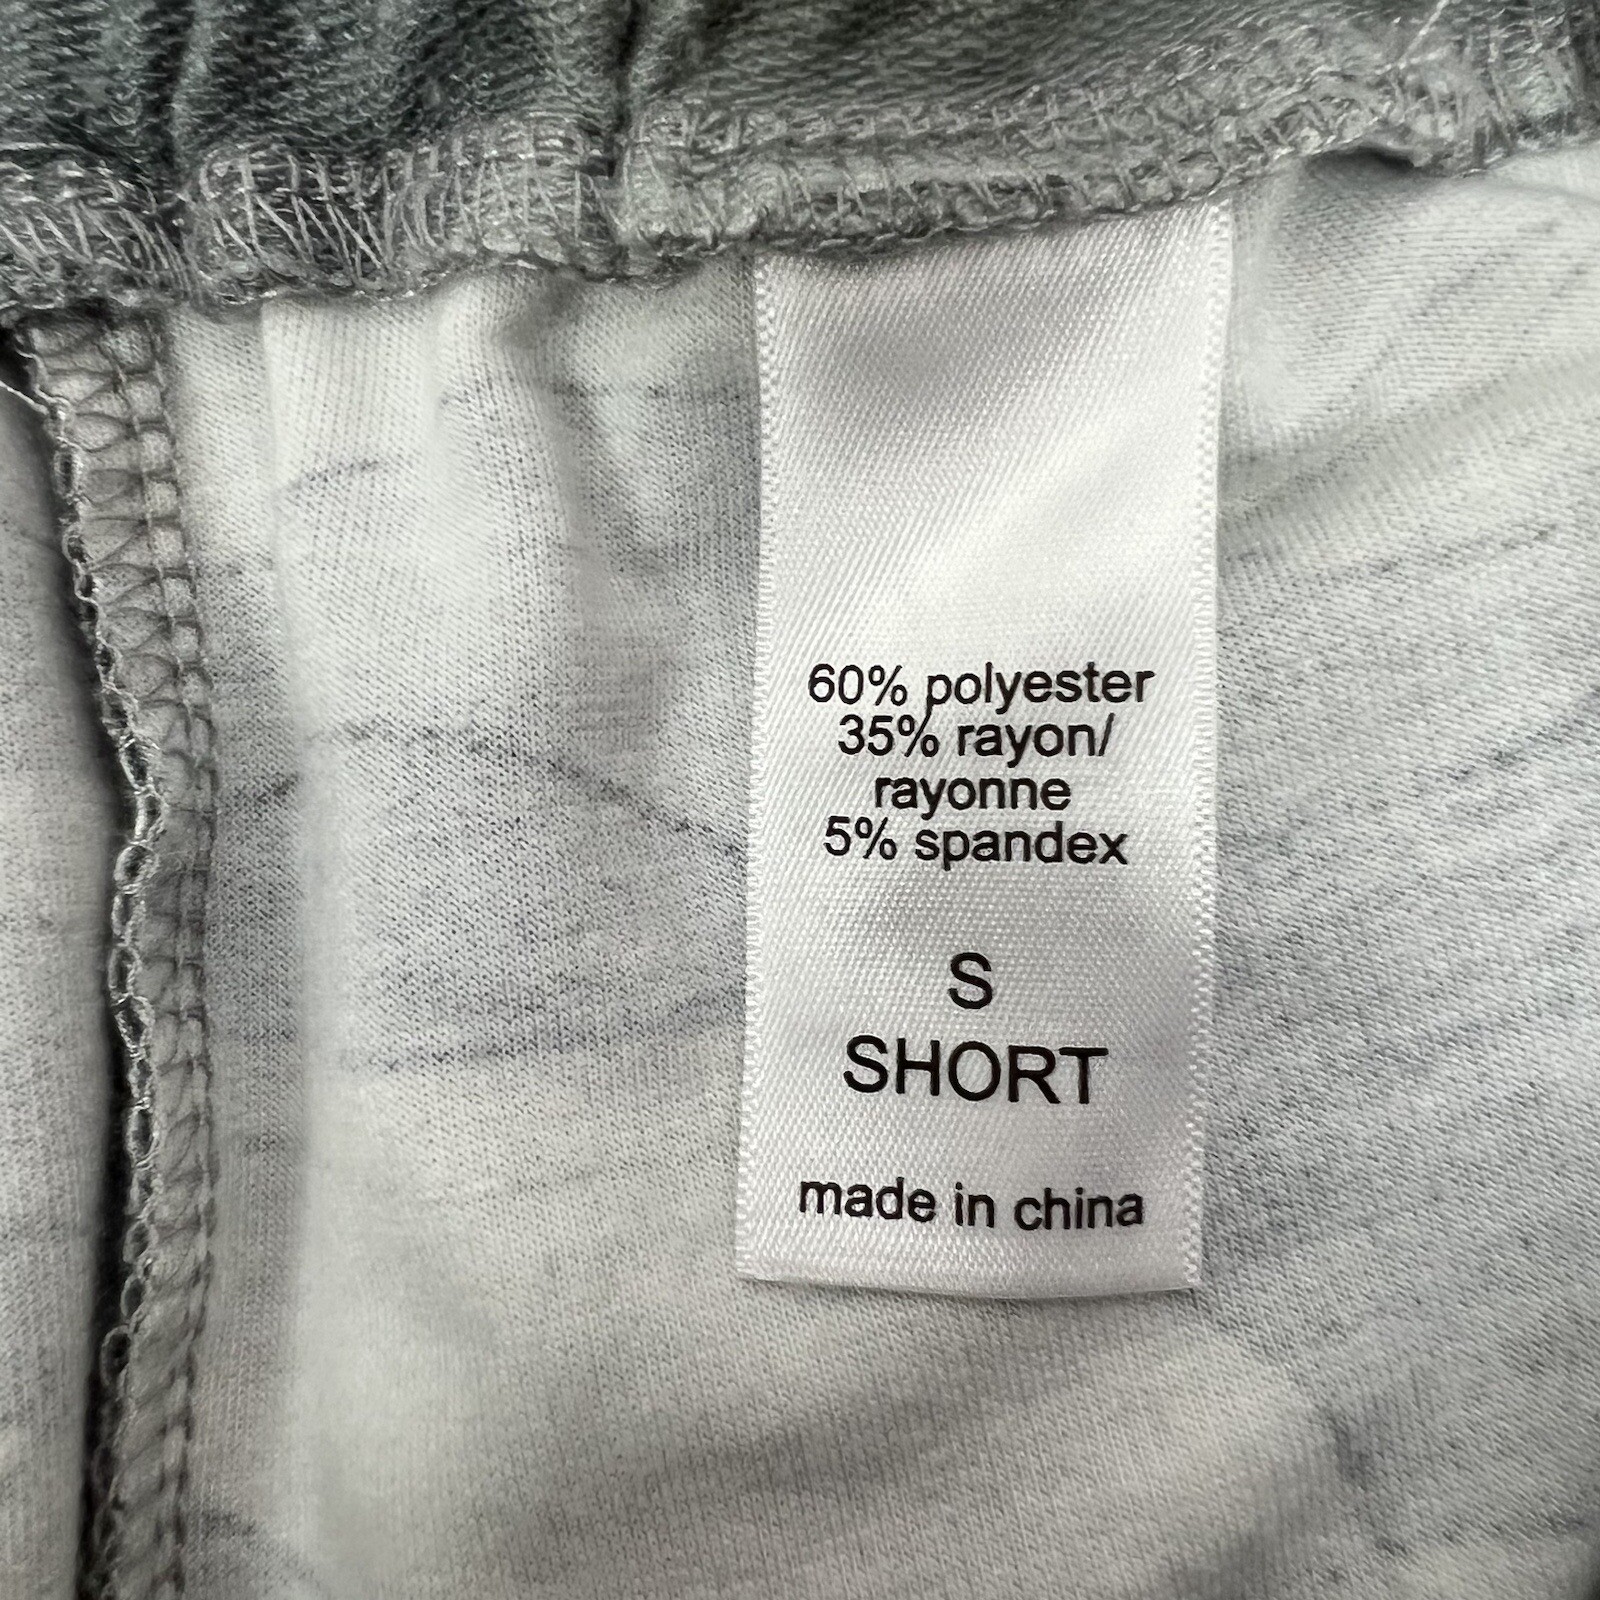 60% polyester
35% rayon/
rayonne
5% spandex
S
SHORT
made in china